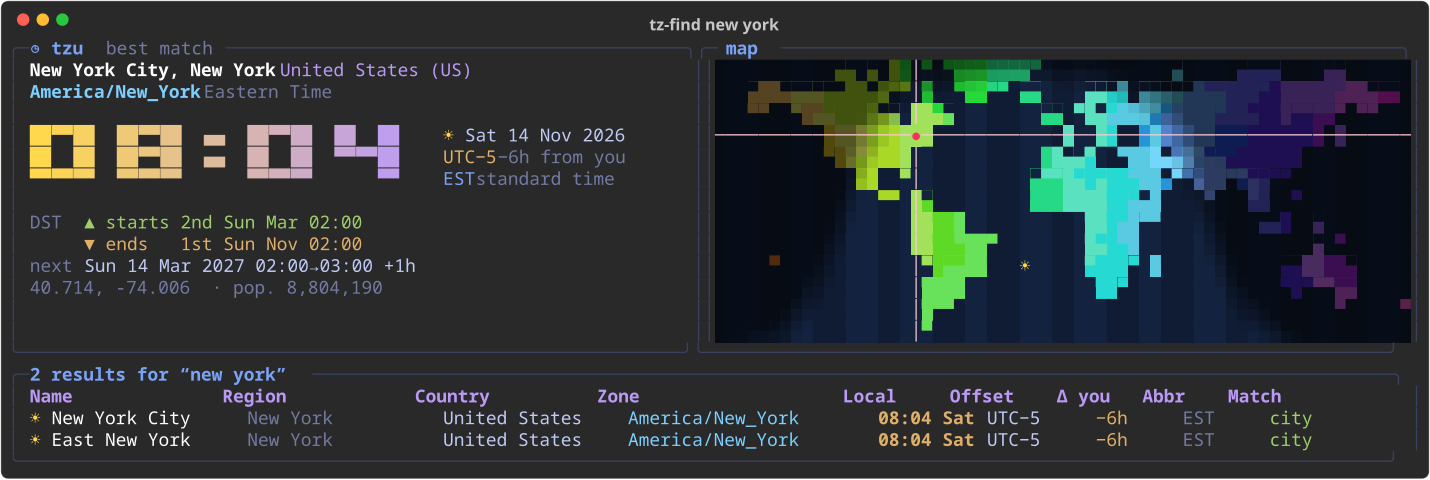 tz-find new york
tzu best match
map
New York City, New York United States (US)
America/New_York Eastern Time
08:04
☀ Sat 14 Nov 2026
UTC−5 −6h from you
EST standard time
DST ▲ starts 2nd Sun Mar 02:00
▼ ends 1st Sun Nov 02:00
next Sun 14 Mar 2027 02:00→03:00 +1h
40.714, -74.006 · pop. 8,804,190
2 results for “new york”
Name Region Country Zone Local Offset Δ you Abbr Match
☀ New York City New York United States America/New_York 08:04 Sat UTC−5 −6h EST city
☀ East New York New York United States America/New_York 08:04 Sat UTC−5 −6h EST city